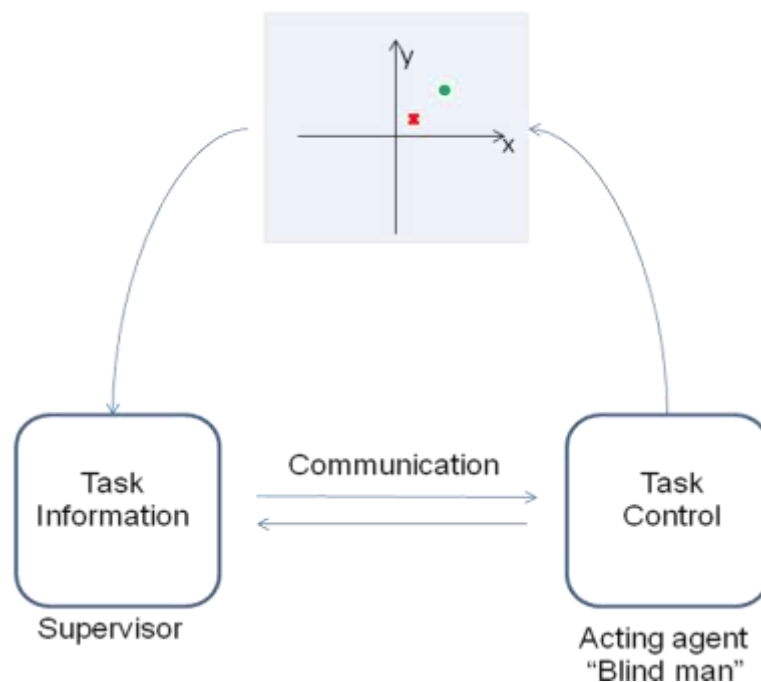 y
x
Communication
Task
Information
Task
Control
Supervisor
Acting agent
“Blind man”